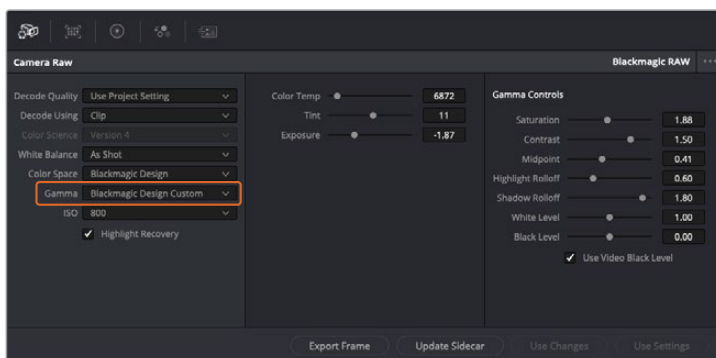 Camera Raw
Blackmagic RAW
Decode Quality Use Project Setting
Decode Using Clip
Color Science Version 4
White Balance As Shot
Color Space Blackmagic Design
Gamma Blackmagic Design Custom
ISO 800
Highlight Recovery
Color Temp 6872
Tint 11
Exposure -1.87
Gamma Controls
Saturation 1.88
Contrast 1.50
Midpoint 0.41
Highlight Rolloff 0.60
Shadow Rolloff 1.80
White Level 1.00
Black Level 0.00
Use Video Black Level
Export Frame
Update Sidecar
Use Changes
Use Settings